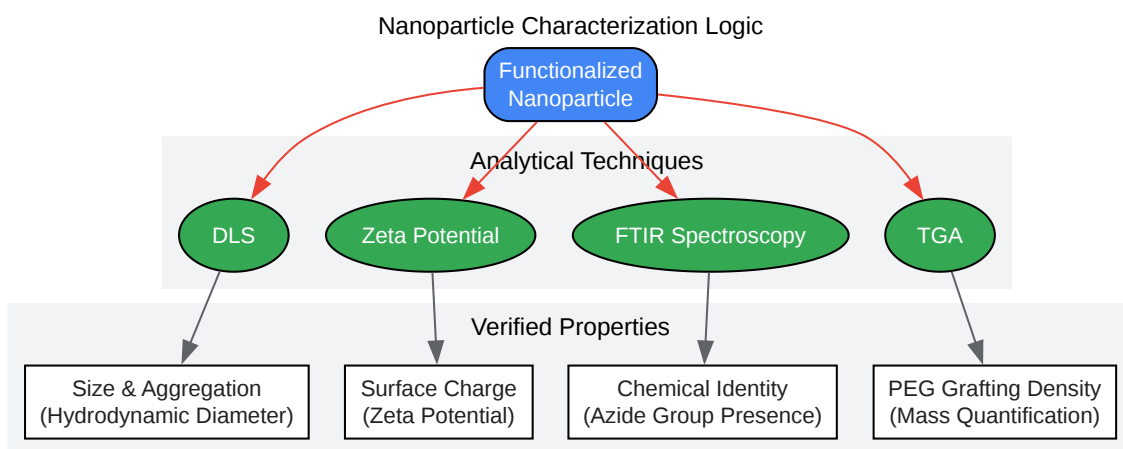 Nanoparticle Characterization Logic
Functionalized
Nanoparticle
Analytical Techniques
DLS
Zeta Potential
FTIR Spectroscopy
TGA
Verified Properties
Size & Aggregation
(Hydrodynamic Diameter)
Surface Charge
(Zeta Potential)
Chemical Identity
(Azide Group Presence)
PEG Grafting Density
(Mass Quantification)